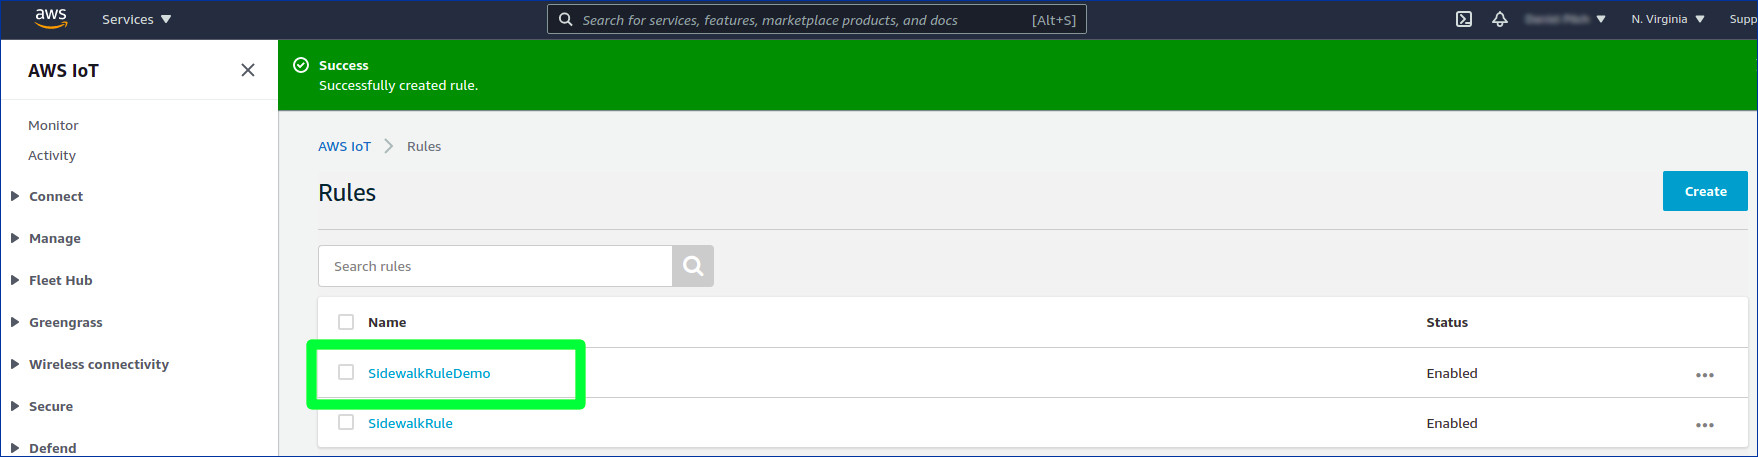 aws Services Search for services, features, marketplace products, and docs [Alt+S] N. Virginia Supp
AWS IoT
Success
Successfully created rule.
Monitor
Activity
Connect
Manage
Fleet Hub
Greengrass
Wireless connectivity
Secure
Defend
AWS IoT Rules
Rules
Create
Search rules
Name Status
SidewalkRuleDemo Enabled
SidewalkRule Enabled